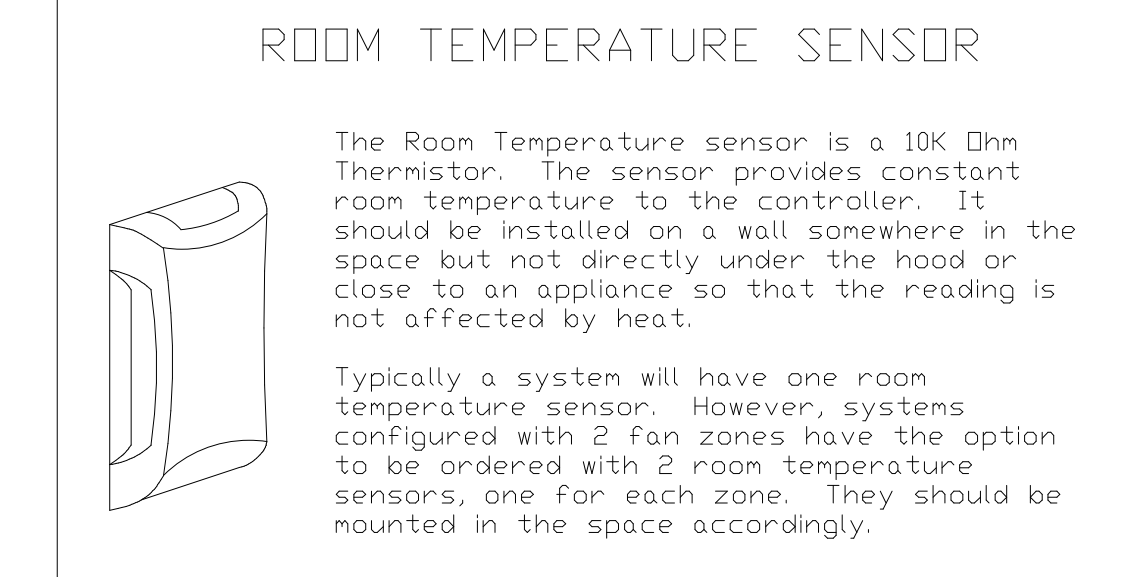 ROOM TEMPERATURE SENSOR
The Room Temperature sensor is a 10K Ohm
Thermistor.  The sensor provides constant
room temperature to the controller.  It
should be installed on a wall somewhere in the
space but not directly under the hood or
close to an appliance so that the reading is
not affected by heat.
Typically a system will have one room
temperature sensor.  However, systems
configured with 2 fan zones have the option
to be ordered with 2 room temperature
sensors, one for each zone.  They should be
mounted in the space accordingly.